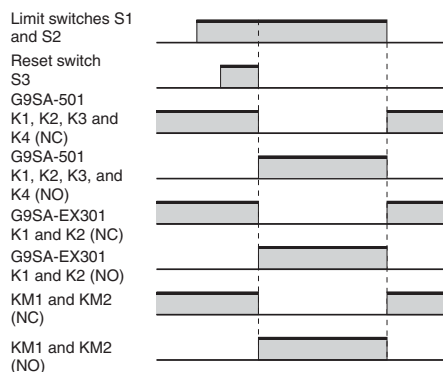 Limit switches S1
and S2
Reset switch
S3
G9SA-501
K1, K2, K3 and
K4 (NC)
G9SA-501
K1, K2, K3, and
K4 (NO)
G9SA-EX301
K1 and K2 (NC)
G9SA-EX301
K1 and K2 (NO)
KM1 and KM2
(NC)
KM1 and KM2
(NO)